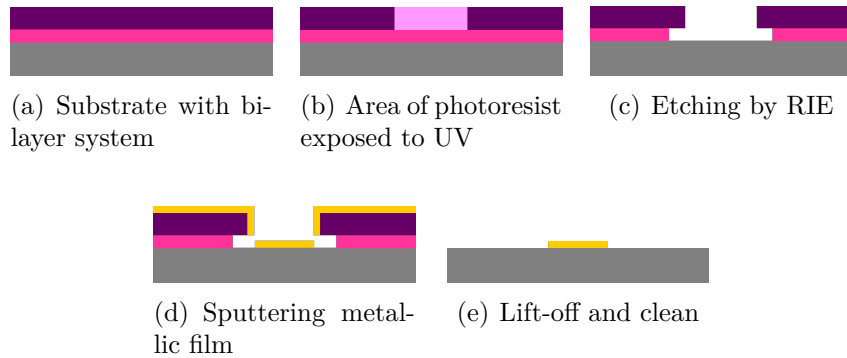 (a) Substrate with bi-
layer system
(b) Area of photoresist
exposed to UV
(c) Etching by RIE
(d) Sputtering metal-
lic film
(e) Lift-off and clean